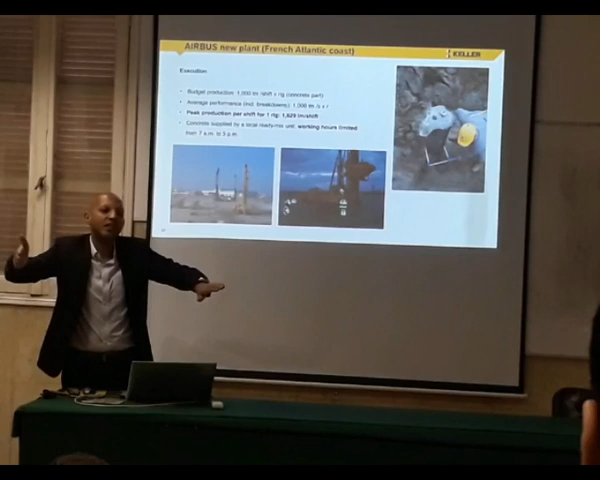 AIRBUS new plant (French Atlantic coast)
KELLER
Execution
Budget production: 1,000 lm /shift x rig (concrete part)
Average performance (incl. breakdowns): 1,000 lm /s x r
Peak production per shift for 1 rig: 1,629 lm/shift
Concrete supplied by a local ready-mix unit, working hours limited
from 7 a.m. to 3 p.m.